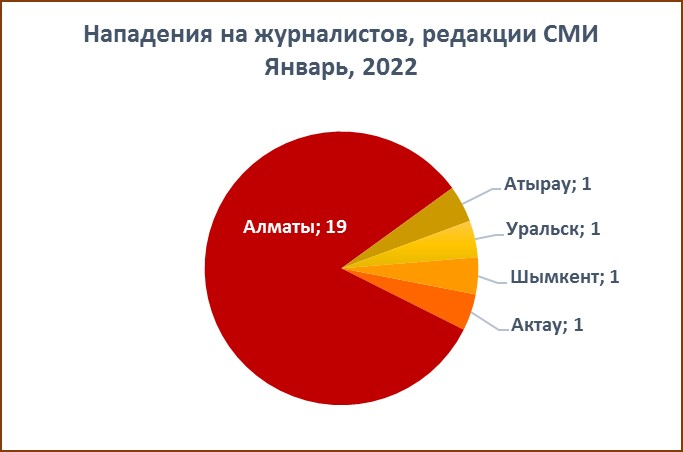 Нападения на журналистов, редакции СМИ
Январь, 2022
Атырау; 1
Алматы; 19
Уральск; 1
Шымкент; 1
Актау; 1